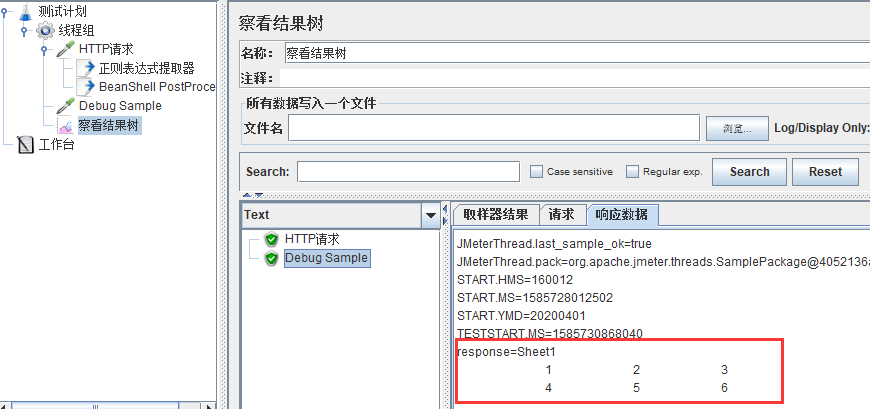 测试计划
线程组
HTTP请求
正则表达式提取器
BeanShell PostProce
Debug Sample
察看结果树
工作台
察看结果树
名称： 察看结果树
注释：
所有数据写入一个文件
文件名 浏览... Log/Display Only:
Search: Case sensitive Regular exp. Search Reset
Text
HTTP请求
Debug Sample
取样器结果 请求 响应数据
JMeterThread.last_sample_ok=true
JMeterThread.pack=org.apache.jmeter.threads.SamplePackage@4052136a
START.HMS=160012
START.MS=1585728012502
START.YMD=20200401
TESTSTART.MS=1585730868040
response=Sheet1
1 2 3
4 5 6